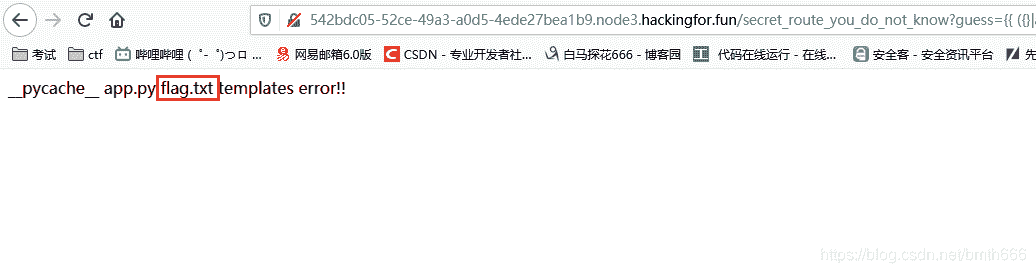 542bdc05-52ce-49a3-a0d5-4ede27bea1b9.node3.hackingfor.fun/secret_route_you_do_not_know?guess={{ ({}|
考试 ctf 哔哩哔哩 ( ゜- ゜)つロ ... 网易邮箱6.0版 CSDN - 专业开发者社... 白马探花666 - 博客园 代码在线运行 - 在线... 安全客 - 安全资讯平台 先
__pycache__ app.py flag.txt templates error!!
https://blog.csdn.net/bmth666